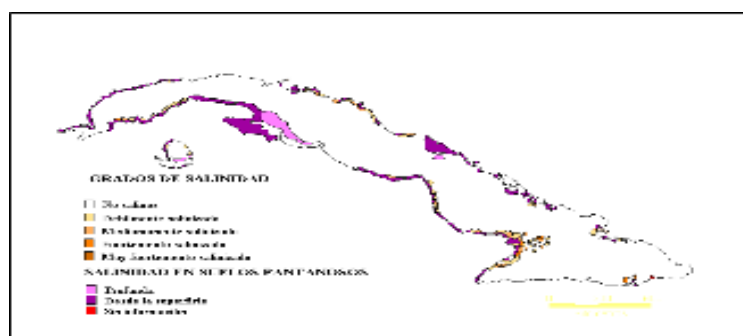 GRADOS DE SALINIDAD
No salinos
Debilmente salinizado
Medianamente salinizado
Fuertemente salinizado
Muy fuertemente salinizado
SALINIDAD EN SUELOS PANTANOSOS
Profunda
Desde la superficie
Sin información